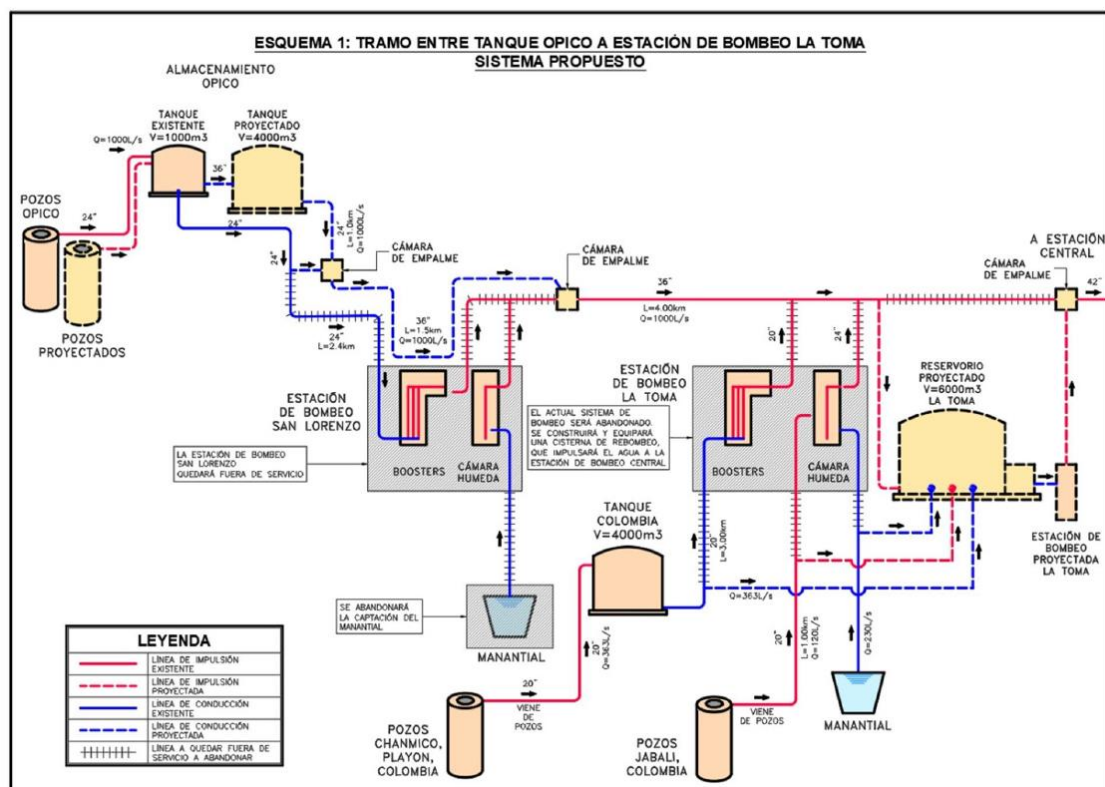 ESQUEMA 1: TRAMO ENTRE TANQUE OPICO A ESTACIÓN DE BOMBEO LA TOMA
SISTEMA PROPUESTO
ALMACENAMIENTO
OPICO
TANQUE
EXISTENTE
V=1000m3
TANQUE
PROYECTADO
V=4000m3
Q=1000L/s
36"
POZOS
OPICO
24"
POZOS
PROYECTADOS
24"
24"
L=1.0km
Q=1000L/s
24"
CÁMARA
DE EMPALME
CÁMARA
DE EMPALME
A ESTACIÓN
CENTRAL
CÁMARA
DE EMPALME
42"
24"
L=2.4km
36"
L=1.5km
Q=1000L/s
36"
L=4.00km
Q=1000L/s
20"
24"
ESTACIÓN
DE BOMBEO
SAN LORENZO
BOOSTERS
CÁMARA
HUMEDA
LA ESTACIÓN DE BOMBEO
SAN LORENZO
QUEDARÁ FUERA DE SERVICIO
ESTACIÓN
DE BOMBEO
LA TOMA
EL ACTUAL SISTEMA DE
BOMBEO SERÁ ABANDONADO.
SE CONSTRUIRÁ Y EQUIPARÁ
UNA CISTERNA DE REBOMBEO,
QUE IMPULSARÁ EL AGUA A LA
ESTACIÓN DE BOMBEO CENTRAL
BOOSTERS
CÁMARA
HUMEDA
RESERVORIO
PROYECTADO
V=6000m3
LA TOMA
ESTACIÓN DE
BOMBEO
PROYECTADA
LA TOMA
TANQUE
COLOMBIA
V=4000m3
20"
L=3.00km
Q=363L/s
SE ABANDONARÁ
LA CAPTACIÓN DEL
MANANTIAL
MANANTIAL
20"
Q=363L/s
20"
L=1.00km
Q=120L/s
Q=230L/s
20"
VIENE
DE POZOS
POZOS
CHANMICO,
PLAYON,
COLOMBIA
VIENE
DE POZOS
POZOS
JABALI,
COLOMBIA
MANANTIAL
LEYENDA
LÍNEA DE IMPULSIÓN
EXISTENTE
LÍNEA DE IMPULSIÓN
PROYECTADA
LÍNEA DE CONDUCCIÓN
EXISTENTE
LÍNEA DE CONDUCCIÓN
PROYECTADA
LÍNEA A QUEDAR FUERA DE
SERVICIO A ABANDONAR